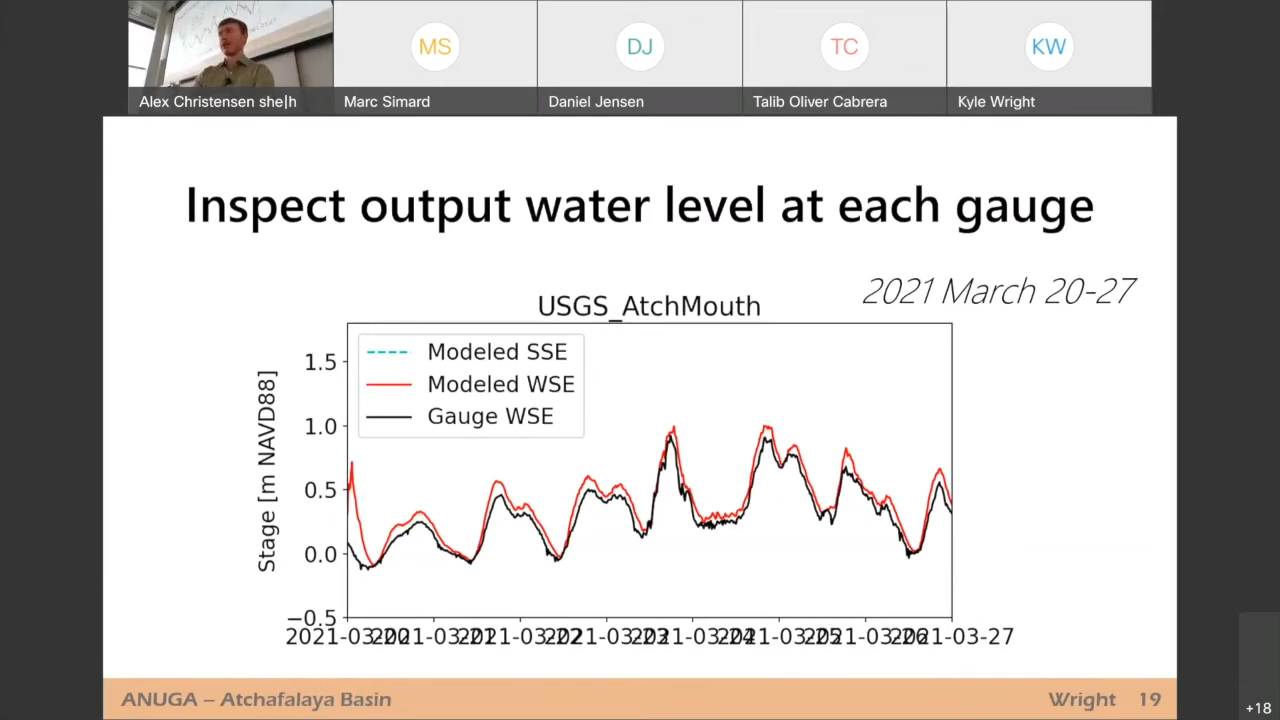 MS
DJ
TC
KW
Alex Christensen she|h
Marc Simard
Daniel Jensen
Talib Oliver Cabrera
Kyle Wright
Inspect output water level at each gauge
2021 March 20-27
USGS_AtchMouth
Modeled SSE
Modeled WSE
Gauge WSE
Stage [m NAVD88]
1.5
1.0
0.5
0.0
−0.5
2021-03-20
2021-03-21
2021-03-22
2021-03-23
2021-03-24
2021-03-25
2021-03-26
2021-03-27
ANUGA – Atchafalaya Basin
Wright 19
+18